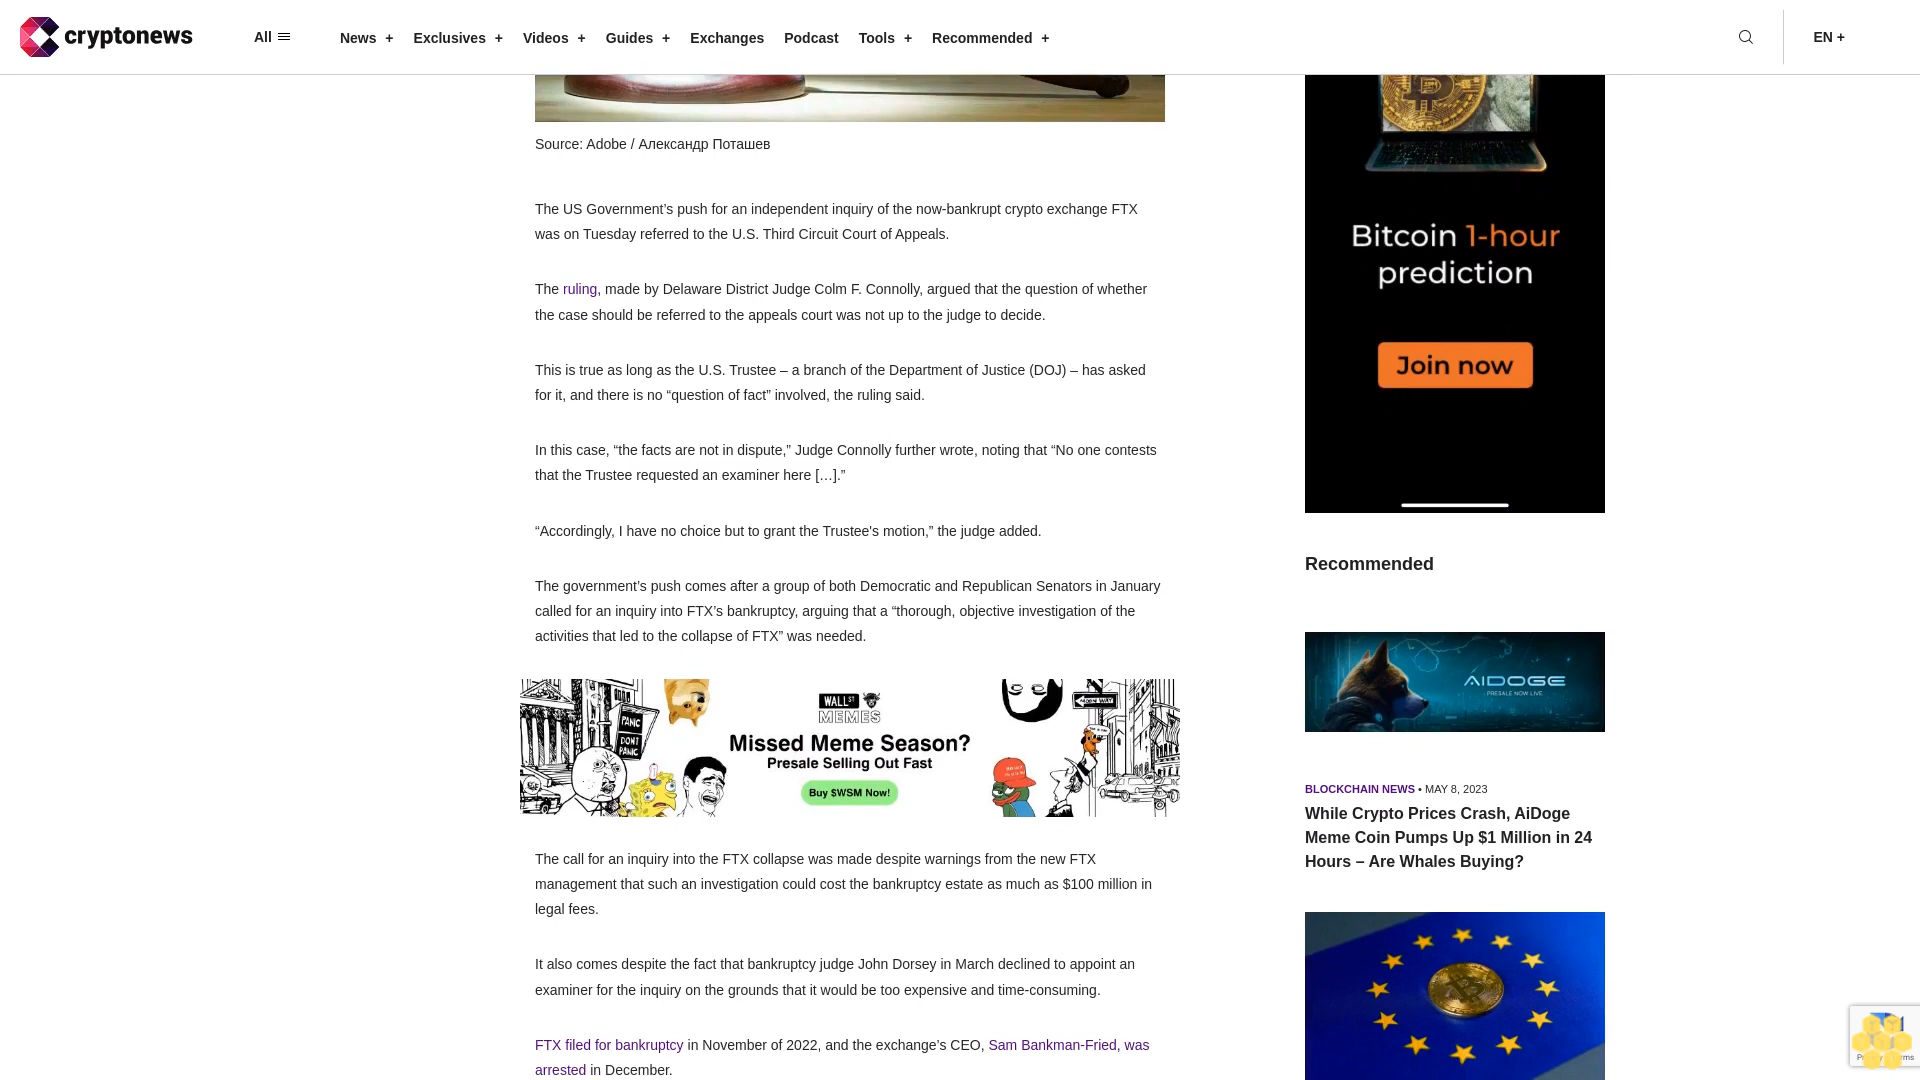 cryptonews
All
News +
Exclusives +
Videos +
Guides +
Exchanges
Podcast
Tools +
Recommended +
EN +
Source: Adobe / Александр Поташев
The US Government’s push for an independent inquiry of the now-bankrupt crypto exchange FTX
was on Tuesday referred to the U.S. Third Circuit Court of Appeals.
The ruling, made by Delaware District Judge Colm F. Connolly, argued that the question of whether
the case should be referred to the appeals court was not up to the judge to decide.
This is true as long as the U.S. Trustee – a branch of the Department of Justice (DOJ) – has asked
for it, and there is no “question of fact” involved, the ruling said.
In this case, “the facts are not in dispute,” Judge Connolly further wrote, noting that “No one contests
that the Trustee requested an examiner here […].”
“Accordingly, I have no choice but to grant the Trustee's motion,” the judge added.
The government’s push comes after a group of both Democratic and Republican Senators in January
called for an inquiry into FTX’s bankruptcy, arguing that a “thorough, objective investigation of the
activities that led to the collapse of FTX” was needed.
PANIC
DONT
PANIC
WALL ST
MEMES
Missed Meme Season?
Presale Selling Out Fast
Buy $WSM Now!
The call for an inquiry into the FTX collapse was made despite warnings from the new FTX
management that such an investigation could cost the bankruptcy estate as much as $100 million in
legal fees.
It also comes despite the fact that bankruptcy judge John Dorsey in March declined to appoint an
examiner for the inquiry on the grounds that it would be too expensive and time-consuming.
FTX filed for bankruptcy in November of 2022, and the exchange’s CEO, Sam Bankman-Fried, was
arrested in December.
Bitcoin 1-hour
prediction
Join now
Recommended
AIDOGE
PRESALE NOW LIVE
BLOCKCHAIN NEWS • MAY 8, 2023
While Crypto Prices Crash, AiDoge
Meme Coin Pumps Up $1 Million in 24
Hours – Are Whales Buying?